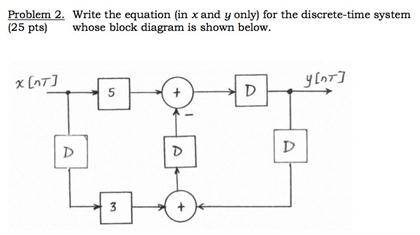 Problem 2. Write the equation (in x and y only) for the discrete-time system
(25 pts) whose block diagram is shown below.
x[nT]
5
+
D
y[nT]
−
D
D
D
3
+